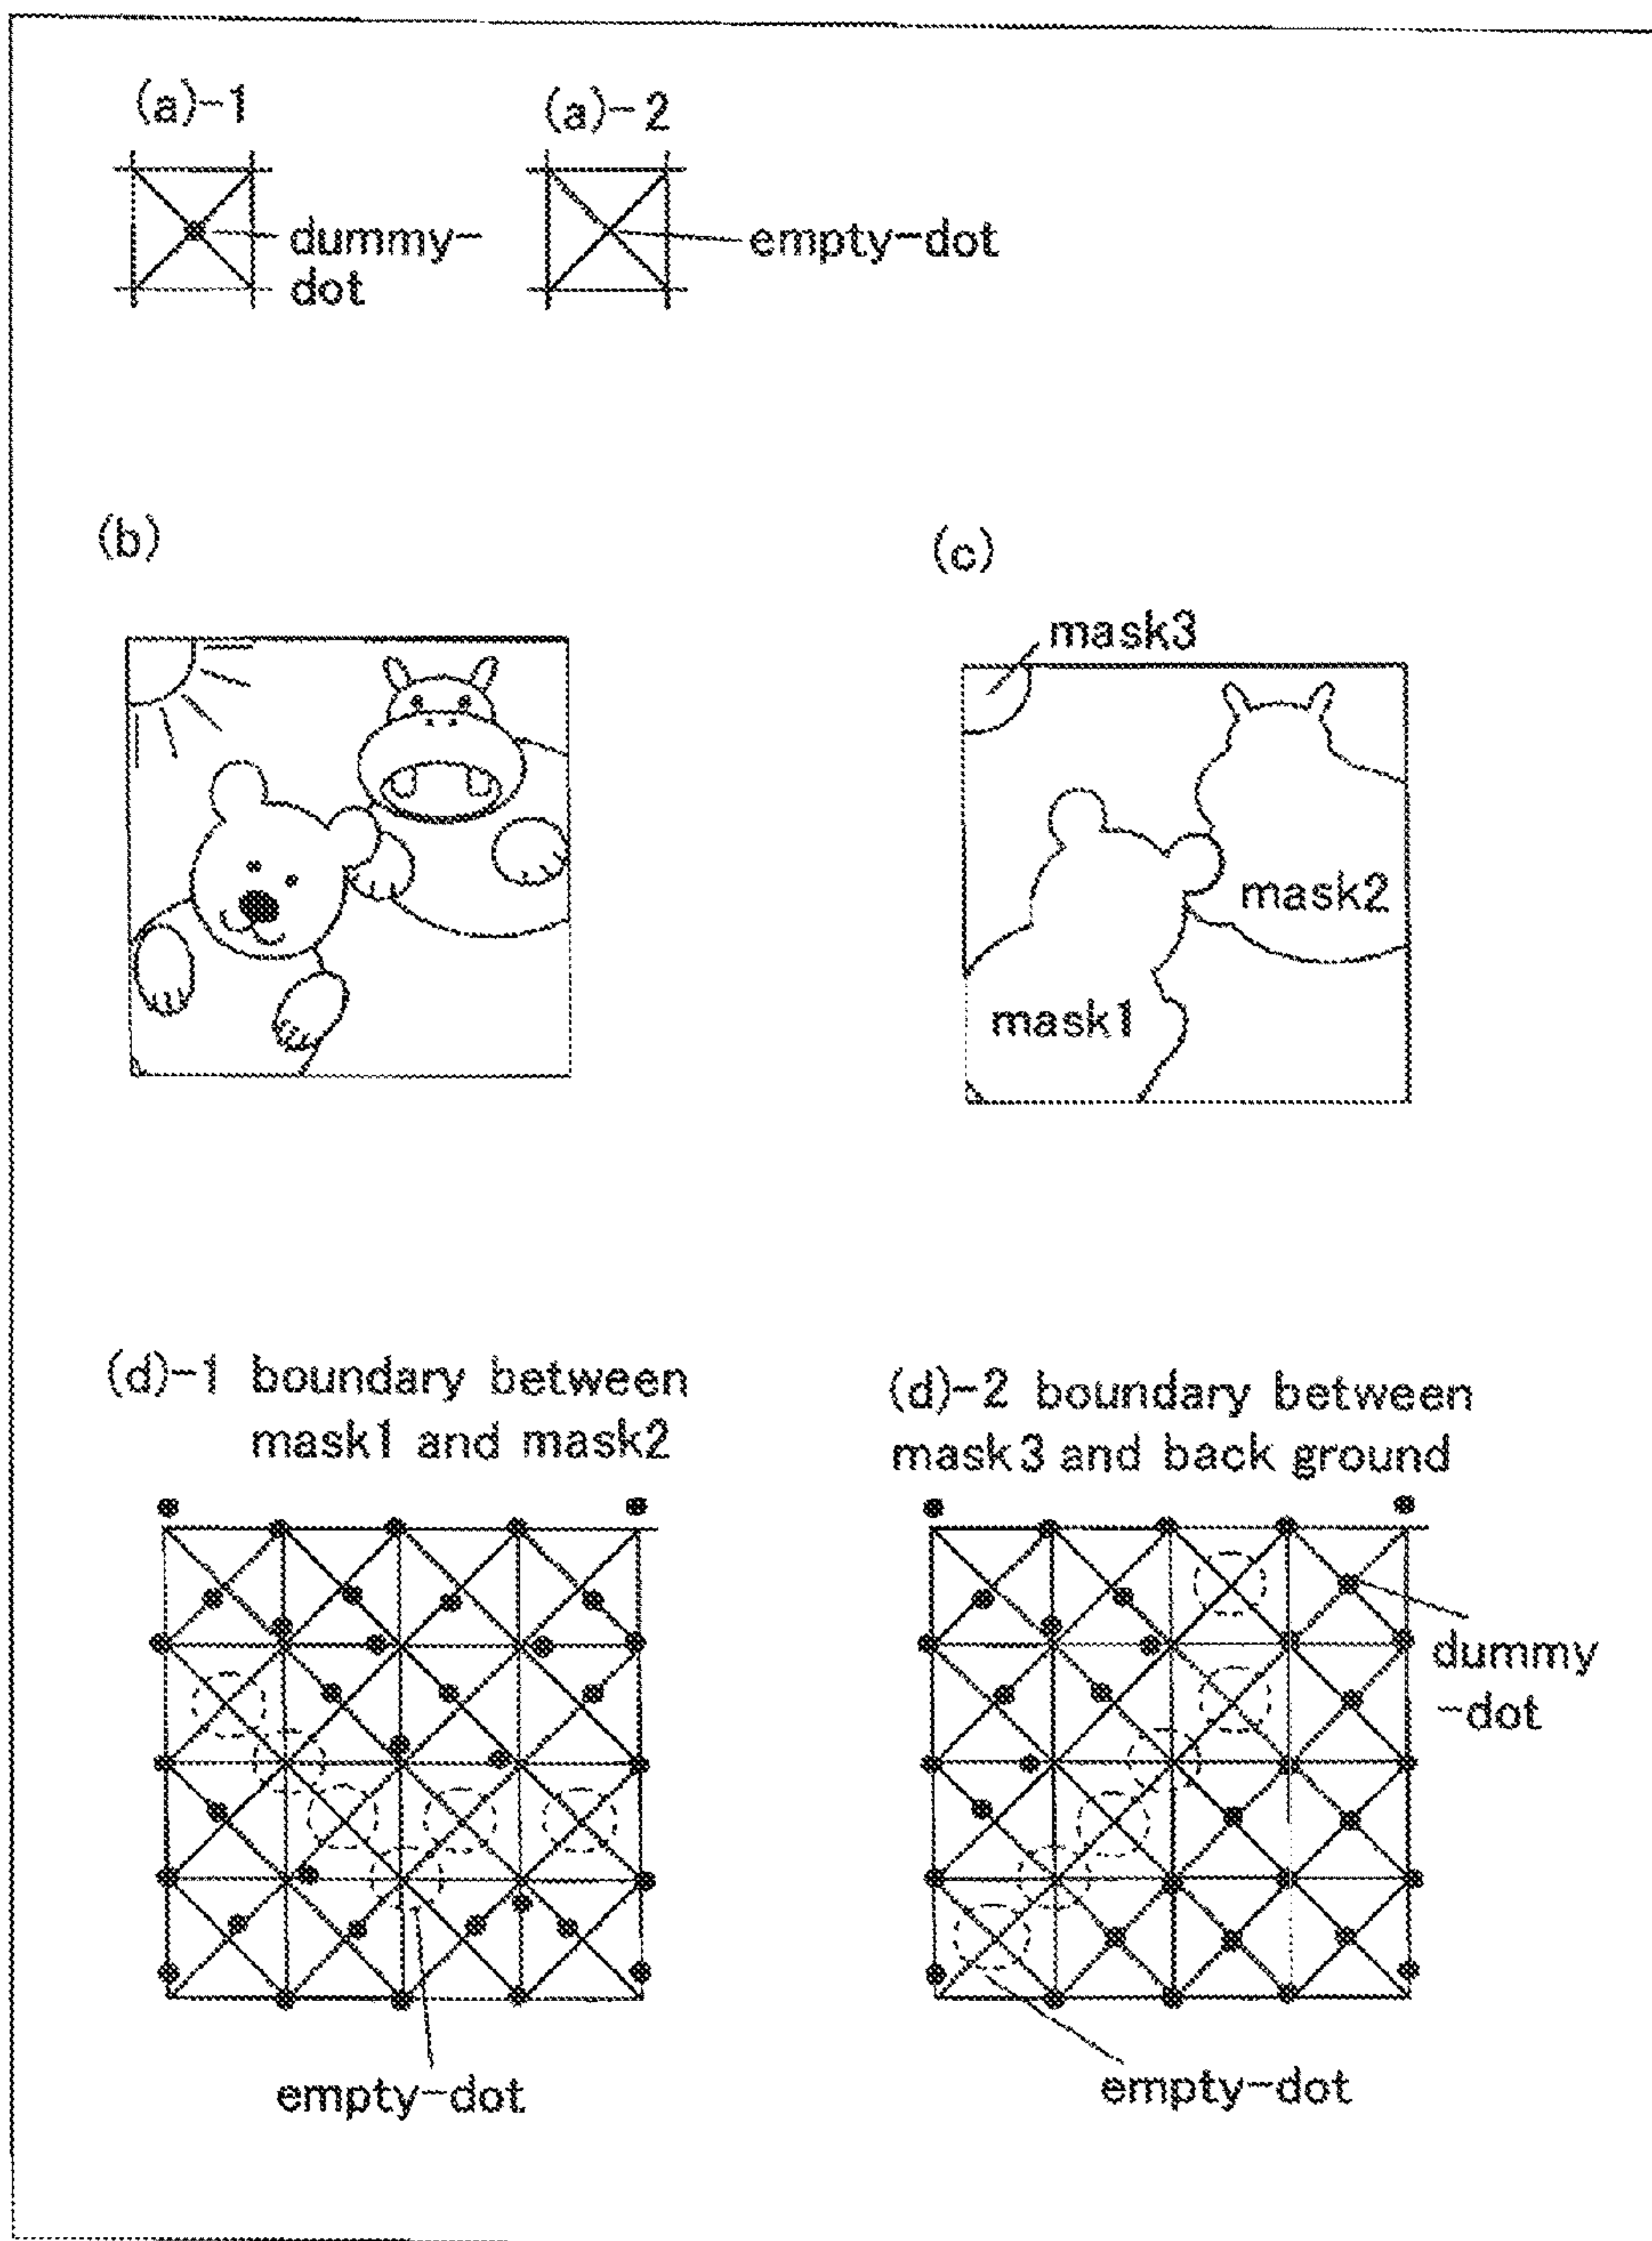 (a)-1
(a)-2
dummy-
dot
empty-dot
(b)
(c)
mask3
mask2
mask1
(d)-1 boundary between
mask1 and mask2
(d)-2 boundary between
mask3 and back ground
dummy
-dot
empty-dot
empty-dot